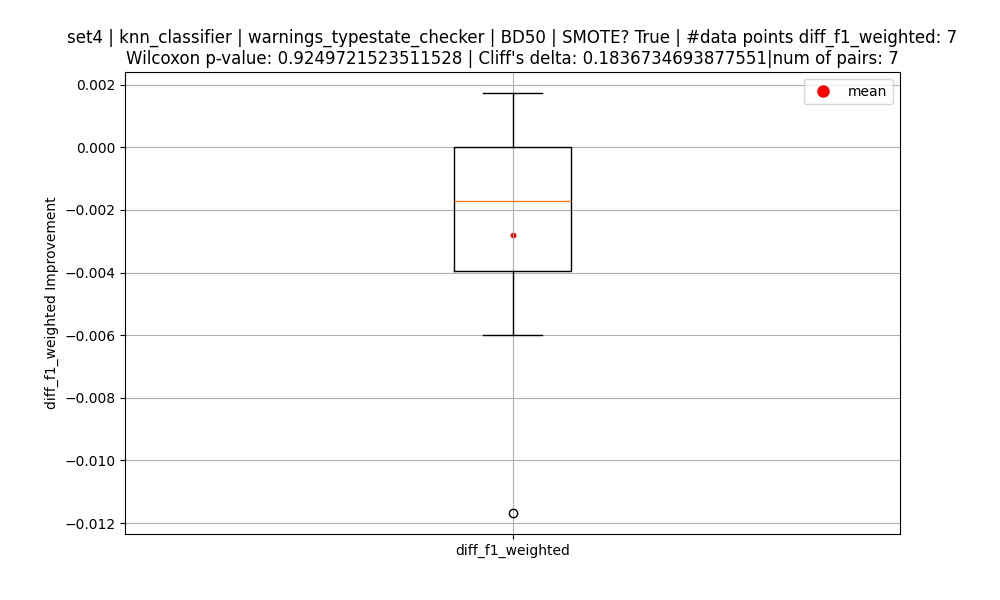 set4 | knn_classifier | warnings_typestate_checker | BD50 | SMOTE? True | #data points diff_f1_weighted: 7
Wilcoxon p-value: 0.9249721523511528 | Cliff's delta: 0.1836734693877551|num of pairs: 7
mean
0.002
0.000
−0.002
−0.004
−0.006
−0.008
−0.010
−0.012
diff_f1_weighted Improvement
diff_f1_weighted